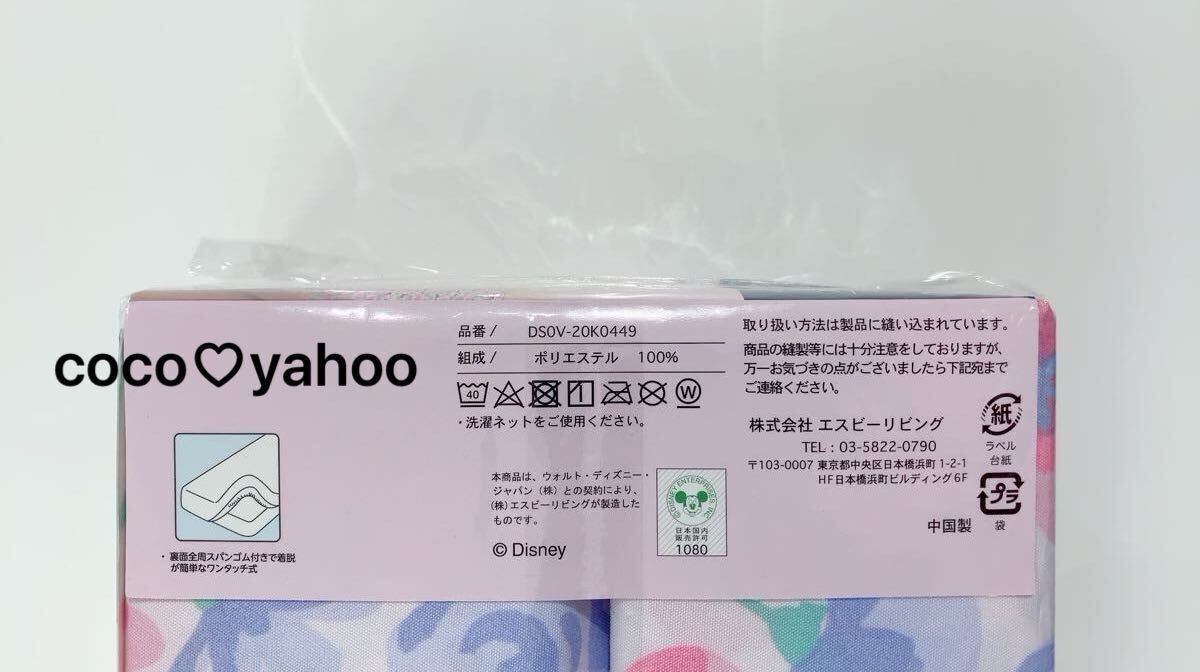 coco♡yahoo
品番 / DS0V-20K0449
組成 / ポリエステル 100%
40 W
・洗濯ネットをご使用ください。
・裏面全周スパンゴム付きで着脱
が簡単なワンタッチ式
本商品は、ウォルト・ディズニー・
ジャパン（株）との契約により、
(株)エスビーリビングが製造した
ものです。
© Disney
©DISNEY ENTERPRISES INC
日本国内
販売許可
1080
取り扱い方法は製品に縫い込まれています。
商品の縫製等には十分注意をしておりますが、
万一お気づきの点がございましたら下記宛まで
ご連絡ください。
株式会社 エスビーリビング
TEL : 03-5822-0790
〒103-0007 東京都中央区日本橋浜町 1-2-1
HF日本橋浜町ビルディング 6F
中国製
紙
ラベル
台紙
プラ
袋